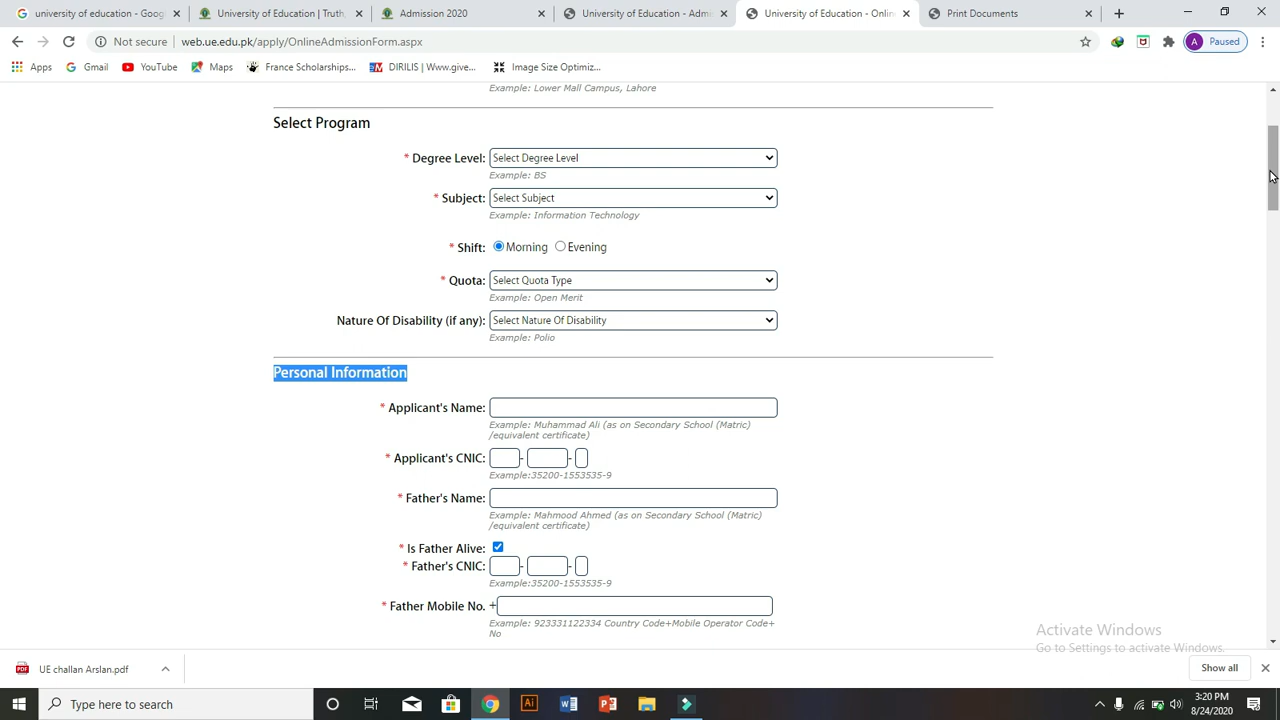 university of education - Goog
University of Education | Truth,
Admission 2020
University of Education - Admis
University of Education - Onlin
Print Documents
Not secure | web.ue.edu.pk/apply/OnlineAdmissionForm.aspx
A Paused
Apps
Gmail
YouTube
Maps
France Scholarships...
DIRILIS | Www.give...
Image Size Optimiz...
Example: Lower Mall Campus, Lahore
Select Program
* Degree Level: Select Degree Level
Example: BS
* Subject: Select Subject
Example: Information Technology
* Shift: Morning Evening
* Quota: Select Quota Type
Example: Open Merit
Nature Of Disability (if any): Select Nature Of Disability
Example: Polio
Personal Information
* Applicant's Name:
Example: Muhammad Ali (as on Secondary School (Matric)
/equivalent certificate)
* Applicant's CNIC: - -
Example:35200-1553535-9
* Father's Name:
Example: Mahmood Ahmed (as on Secondary School (Matric)
/equivalent certificate)
* Is Father Alive:
* Father's CNIC: - -
Example:35200-1553535-9
* Father Mobile No. +
Example: 923331122334 Country Code+Mobile Operator Code+
No
Activate Windows
Go to Settings to activate Windows.
UE challan Arslan.pdf
Show all
Type here to search
3:20 PM
8/24/2020